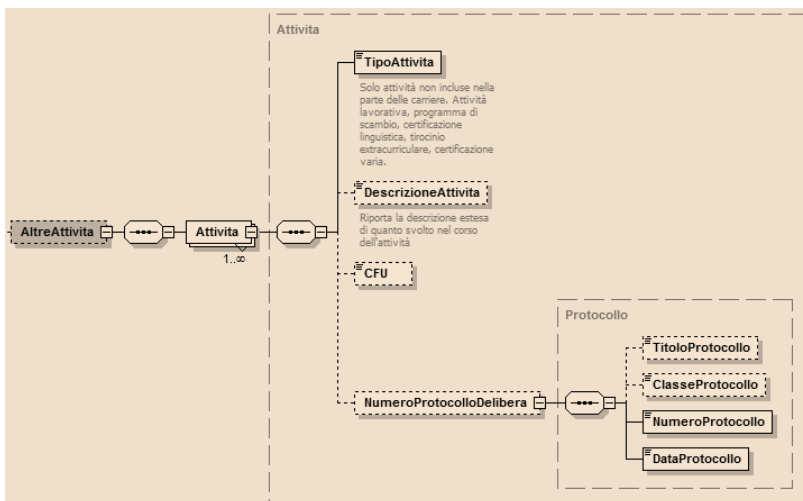 Attivita
TipoAttivita
Solo attività non incluse nella
parte delle carriere. Attività
lavorativa, programma di
scambio, certificazione
linguistica, tirocinio
extracurriculare, certificazione
varia.
DescrizioneAttivita
Riporta la descrizione estesa
di quanto svolto nel corso
dell'attività
AltreAttivita
Attivita
1..∞
CFU
Protocollo
TitoloProtocollo
ClasseProtocollo
NumeroProtocolloDelibera
NumeroProtocollo
DataProtocollo